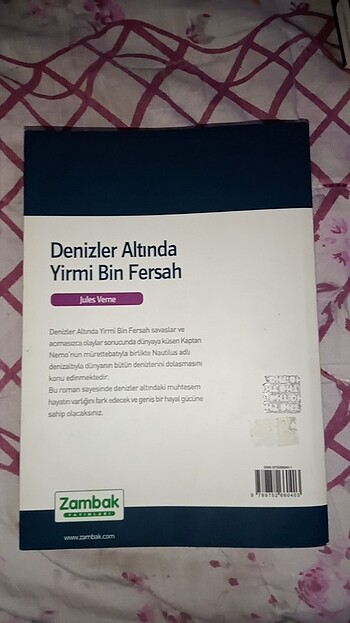 Denizler Altında
Yirmi Bin Fersah
Jules Verne
Denizler Altında Yirmi Bin Fersah savaşlar ve
acımasızca olaylar sonucunda dünyaya küsen Kaptan
Nemo'nun mürettebatıyla birlikte Nautilus adlı
denizaltıyla dünyanın bütün denizlerini dolaşmasını
konu edinmektedir.
Bu roman sayesinde denizler altındaki muhteşem
hayatın varlığını fark edecek ve geniş bir hayal gücüne
sahip olacaksınız.
Zambak
YAYINLARI
www.zambak.com